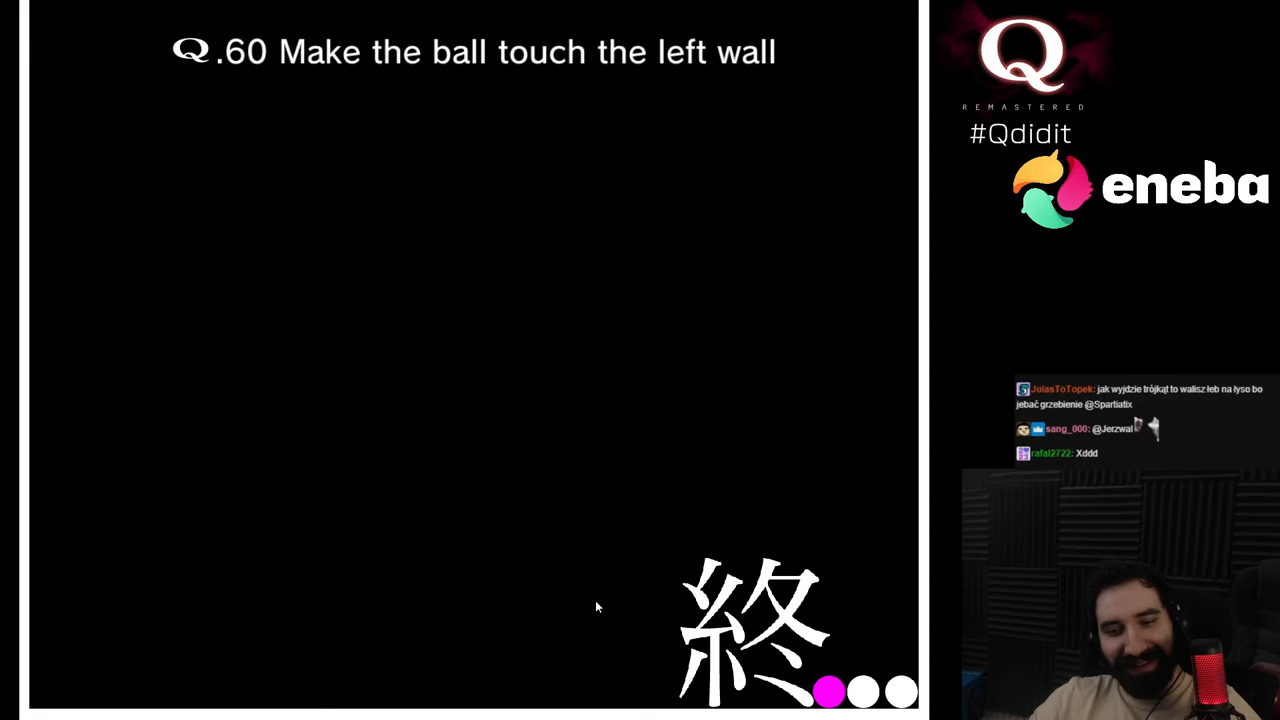 Q.60 Make the ball touch the left wall
Q
REMASTERED
#Qdidit
eneba
JulasToTopek: jak wyjdzie trójkąt to walisz łeb na łyso bo
jebać grzebienie @Spartiatix
sang_000: @Jerzwal
rafal2722: Xddd
終